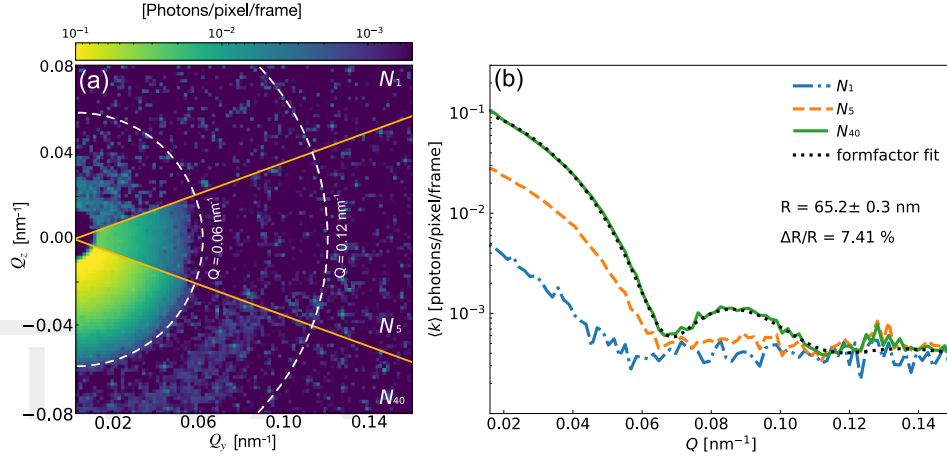 [Photons/pixel/frame]
10⁻¹ 10⁻² 10⁻³
(a)
N₁
N₅
N₄₀
Q = 0.06 nm⁻¹
Q = 0.12 nm⁻¹
0.08
0.04
0.00
−0.04
−0.08
Q_z [nm⁻¹]
0.02 0.06 0.10 0.14
Q_y [nm⁻¹]
(b)
N₁
N₅
N₄₀
formfactor fit
R = 65.2± 0.3 nm
ΔR/R = 7.41 %
10⁻¹
10⁻²
10⁻³
⟨k⟩ [photons/pixel/frame]
0.02 0.04 0.06 0.08 0.10 0.12 0.14
Q [nm⁻¹]